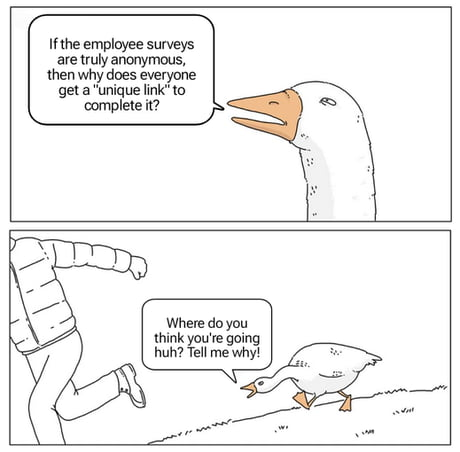 If the employee surveys
are truly anonymous,
then why does everyone
get a "unique link" to
complete it?
Where do you
think you're going
huh? Tell me why!